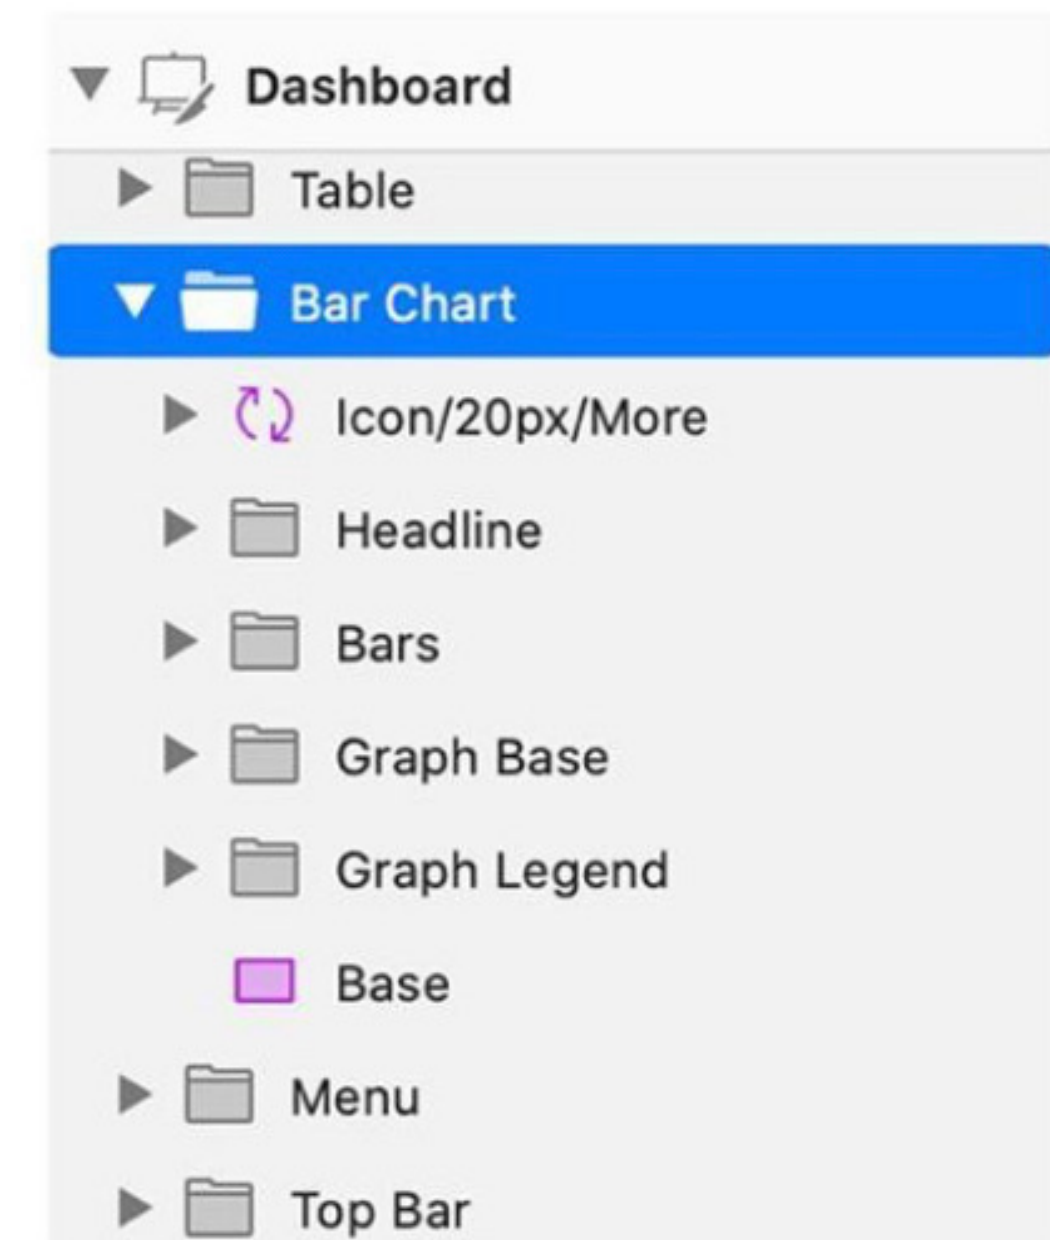 Dashboard
Table
Bar Chart
Icon/20px/More
Headline
Bars
Graph Base
Graph Legend
Base
Menu
Top Bar